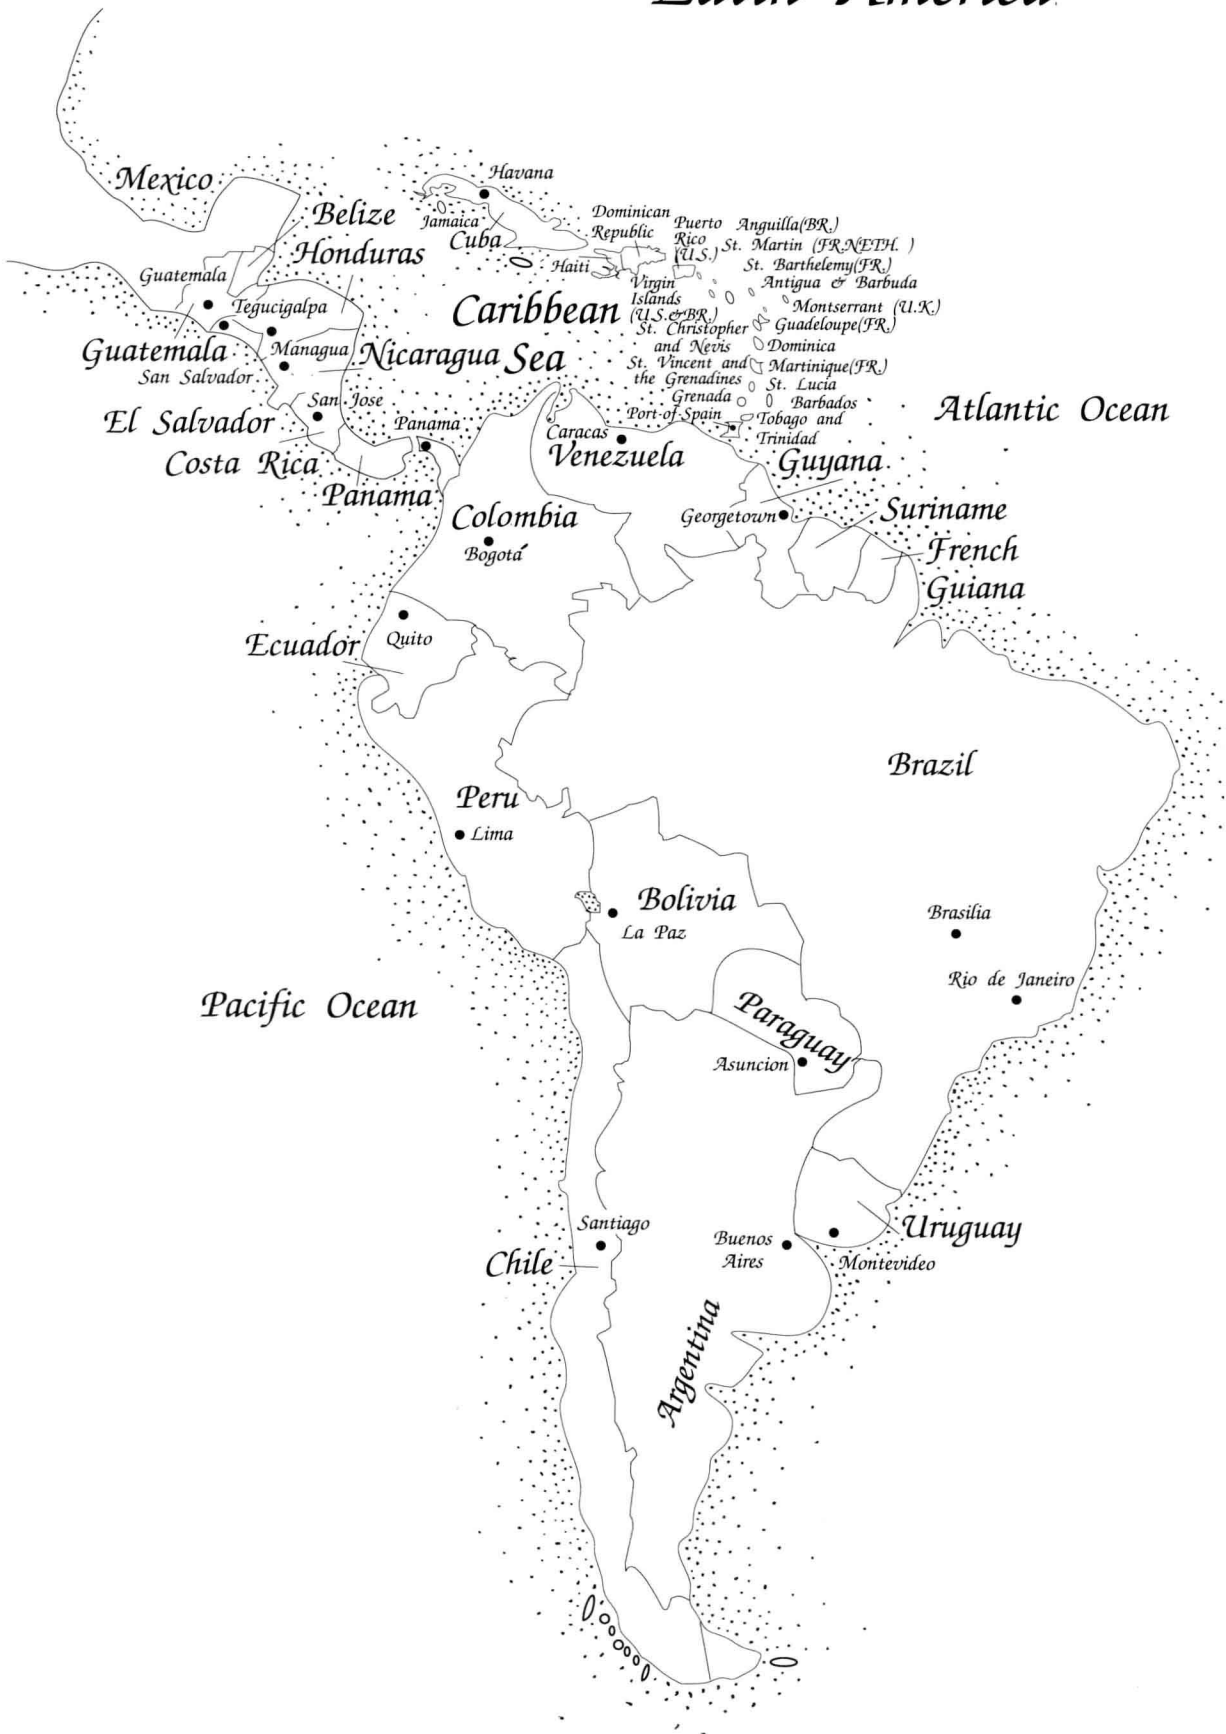 Latin America
Mexico
Havana
Belize
Jamaica
Cuba
Honduras
Dominican
Republic
Puerto
Rico
(U.S.)
Anguilla(BR.)
St. Martin (FR.NETH. )
St. Barthelemy(FR.)
Antigua & Barbuda
Haiti
Virgin
Islands
(U.S.&BR.)
Montserrant (U.K.)
Guadeloupe(FR.)
St. Christopher
and Nevis
Dominica
St. Vincent and
the Grenadines
Martinique(FR.)
St. Lucia
Grenada
Barbados
Port-of-Spain
Tobago and
Trinidad
Guatemala
Tegucigalpa
Caribbean
Sea
Guatemala
Managua
Nicaragua
San Salvador
San Jose
El Salvador
Panama
Costa Rica
Panama
Atlantic Ocean
Caracas
Venezuela
Guyana
Colombia
Bogotá
Georgetown
Suriname
French
Guiana
Ecuador
Quito
Brazil
Peru
Lima
Bolivia
La Paz
Brasilia
Rio de Janeiro
Pacific Ocean
Paraguay
Asuncion
Santiago
Chile
Buenos
Aires
Uruguay
Montevideo
Argentina